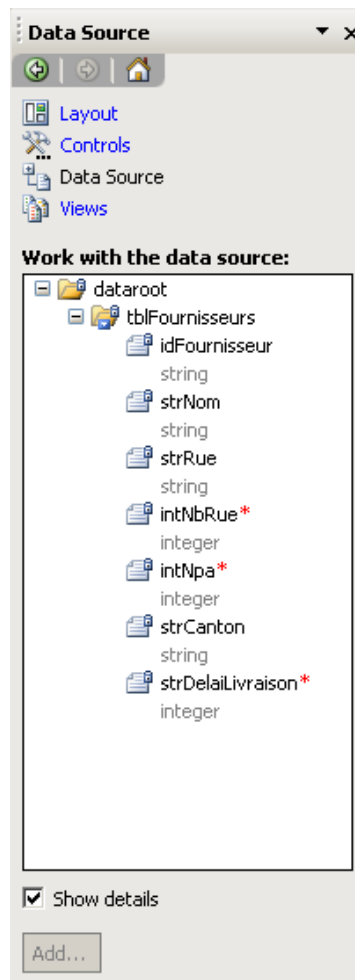 Data Source
Layout
Controls
Data Source
Views
Work with the data source:
dataroot
tblFournisseurs
idFournisseur
string
strNom
string
strRue
string
intNbRue*
integer
intNpa*
integer
strCanton
string
strDelaiLivraison*
integer
Show details
Add...